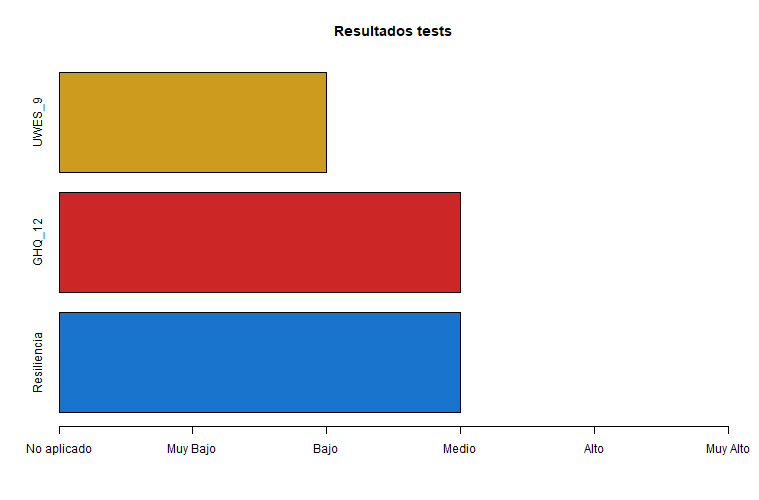 Resultados tests
UWES_9
GHQ_12
Resiliencia
No aplicado
Muy Bajo
Bajo
Medio
Alto
Muy Alto